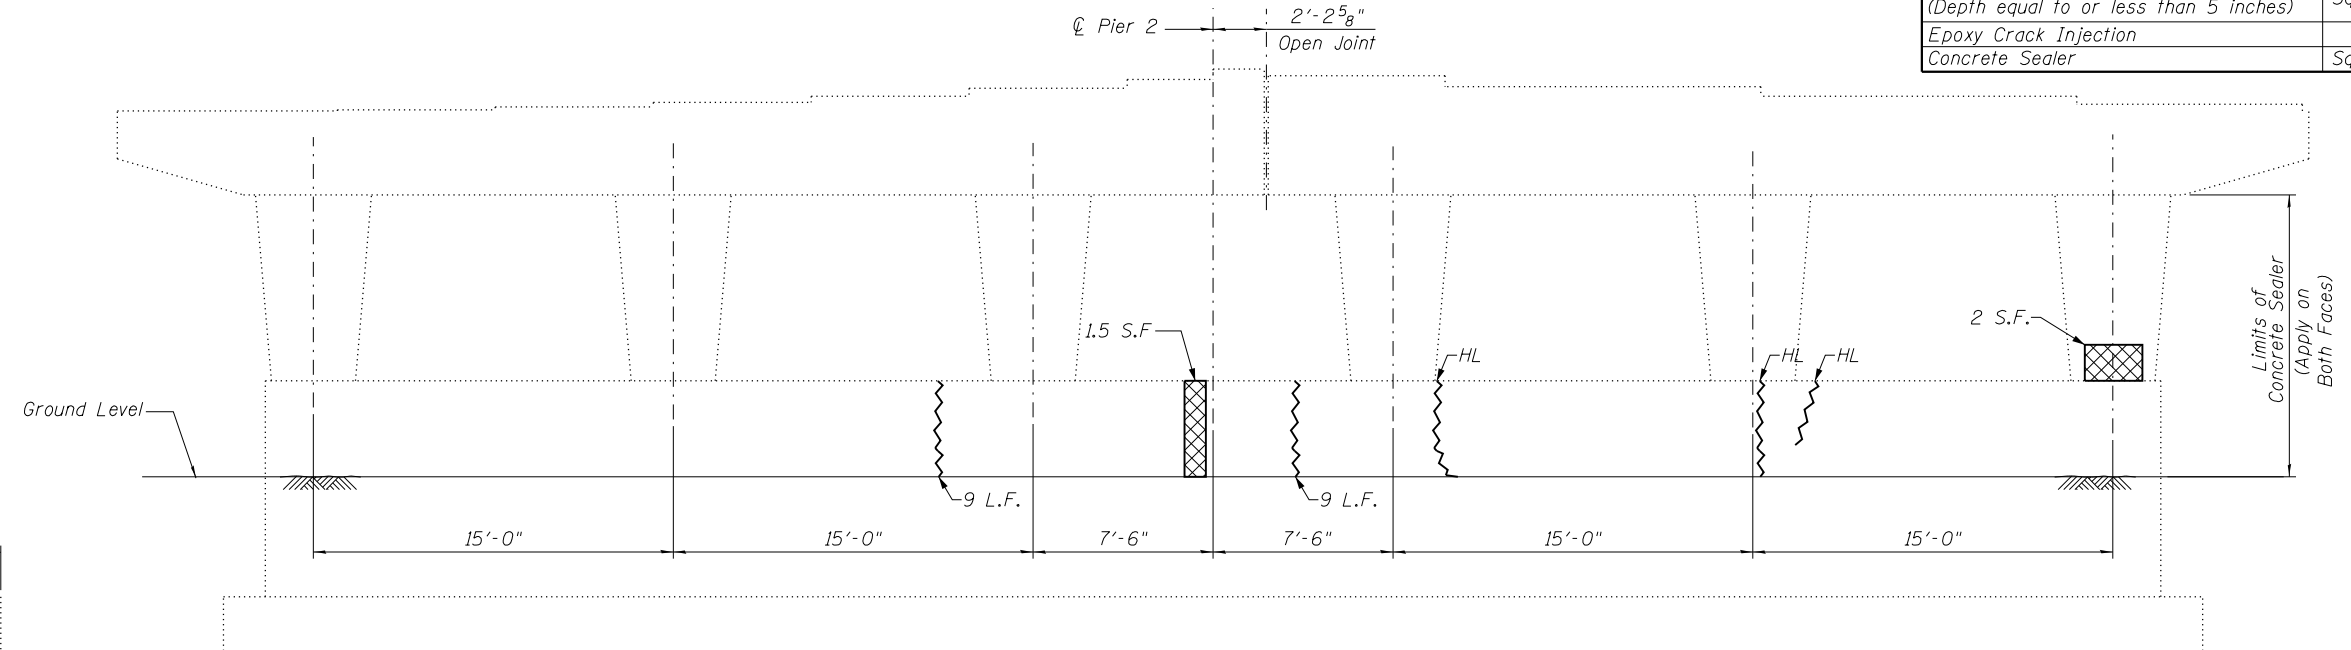 (Depth equal to or less than 5 inches)
Epoxy Crack Injection
Concrete Sealer
℄ Pier 2
2'-2 5/8"
Open Joint
1.5 S.F
HL
HL
HL
2 S.F.
Limits of
Concrete Sealer
(Apply on
Both Faces)
Ground Level
9 L.F.
9 L.F.
15'-0"
15'-0"
7'-6"
7'-6"
15'-0"
15'-0"